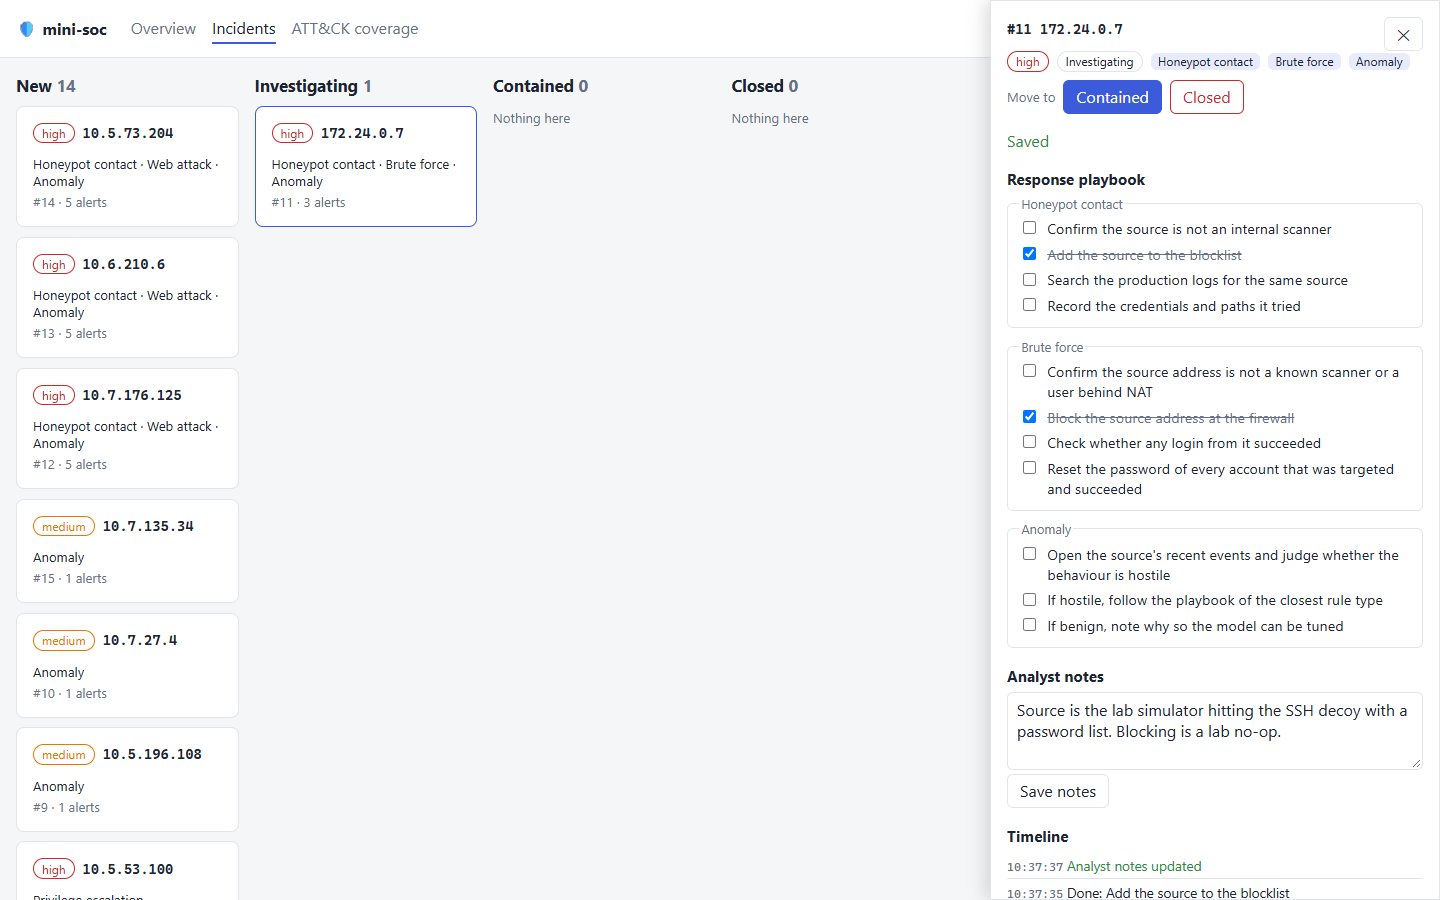 mini-soc
Overview
Incidents
ATT&CK coverage
New 14
high 10.5.73.204
Honeypot contact · Web attack ·
Anomaly
#14 · 5 alerts
high 10.6.210.6
Honeypot contact · Web attack ·
Anomaly
#13 · 5 alerts
high 10.7.176.125
Honeypot contact · Web attack ·
Anomaly
#12 · 5 alerts
medium 10.7.135.34
Anomaly
#15 · 1 alerts
medium 10.7.27.4
Anomaly
#10 · 1 alerts
medium 10.5.196.108
Anomaly
#9 · 1 alerts
high 10.5.53.100
Privilege escalation
Investigating 1
high 172.24.0.7
Honeypot contact · Brute force ·
Anomaly
#11 · 3 alerts
Contained 0
Nothing here
Closed 0
Nothing here
#11 172.24.0.7
high Investigating Honeypot contact Brute force Anomaly
Move to Contained Closed
Saved
Response playbook
Honeypot contact
Confirm the source is not an internal scanner
Add the source to the blocklist
Search the production logs for the same source
Record the credentials and paths it tried
Brute force
Confirm the source address is not a known scanner or a
user behind NAT
Block the source address at the firewall
Check whether any login from it succeeded
Reset the password of every account that was targeted
and succeeded
Anomaly
Open the source's recent events and judge whether the
behaviour is hostile
If hostile, follow the playbook of the closest rule type
If benign, note why so the model can be tuned
Analyst notes
Source is the lab simulator hitting the SSH decoy with a
password list. Blocking is a lab no-op.
Save notes
Timeline
10:37:37 Analyst notes updated
10:37:35 Done: Add the source to the blocklist